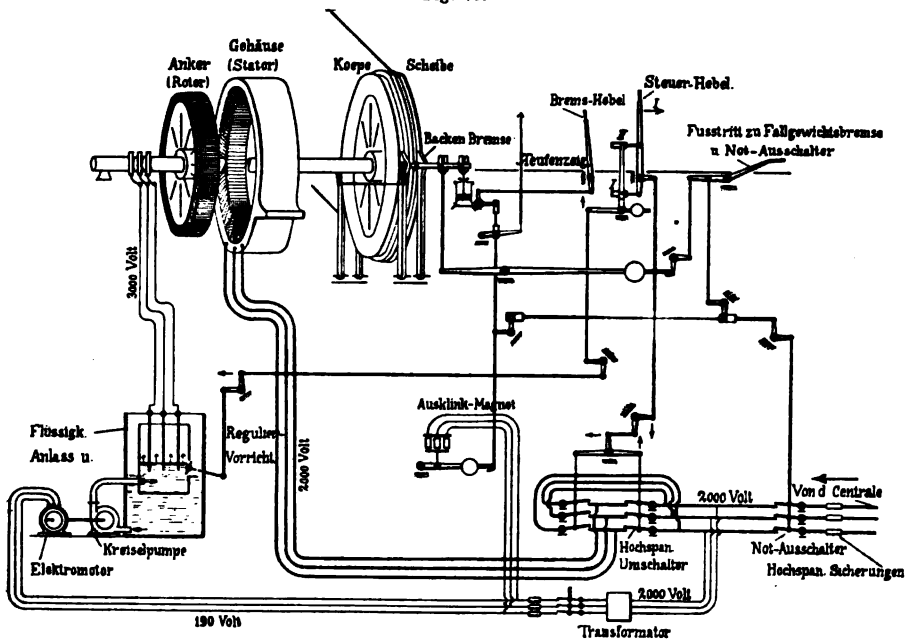 Gehäuse
(Stator)
Anker
(Rotor)
Koepe Scheibe
Backen Bremse
Brems-Hebel
Steuer-Hebel.
Teufenzeig
Fusstritt zu Fallgewichtsbremse
u Not-Ausschalter
3000 Volt
Flüssigk.
Anlass u.
Regulier
Vorricht.
2000 Volt
Ausklink-Magnet
2000 Volt
Von d Centrale
Kreiselpumpe
Elektromotor
Hochspan.
Umschalter
Not-Ausschalter
Hochspan. Sicherungen
190 Volt
2000 Volt
Transformator